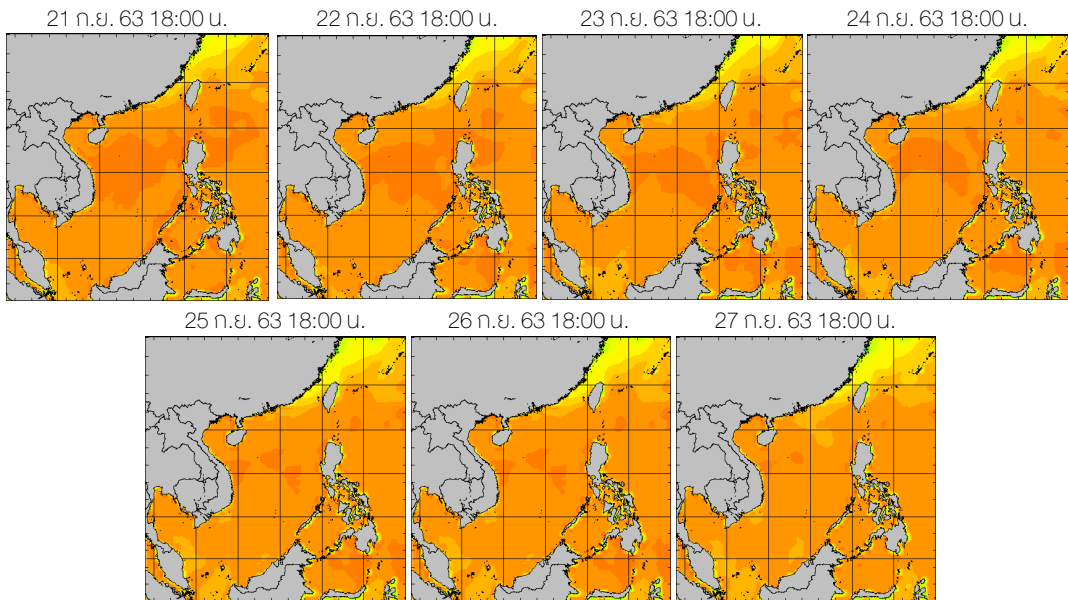 21 ก.ย. 63 18:00 น.
22 ก.ย. 63 18:00 น.
23 ก.ย. 63 18:00 น.
24 ก.ย. 63 18:00 น.
25 ก.ย. 63 18:00 น.
26 ก.ย. 63 18:00 น.
27 ก.ย. 63 18:00 น.